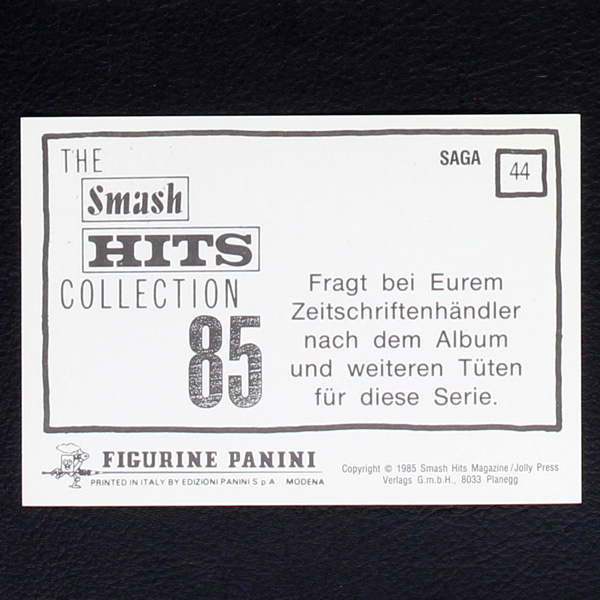 THE
Smash
HITS
COLLECTION
85
SAGA
44
Fragt bei Eurem
Zeitschriftenhändler
nach dem Album
und weiteren Tüten
für diese Serie.
FIGURINE PANINI
PRINTED IN ITALY BY EDIZIONI PANINI S.p.A. MODENA
Copyright © 1985 Smash Hits Magazine/Jolly Press
Verlags G.m.b.H., 8033 Planegg